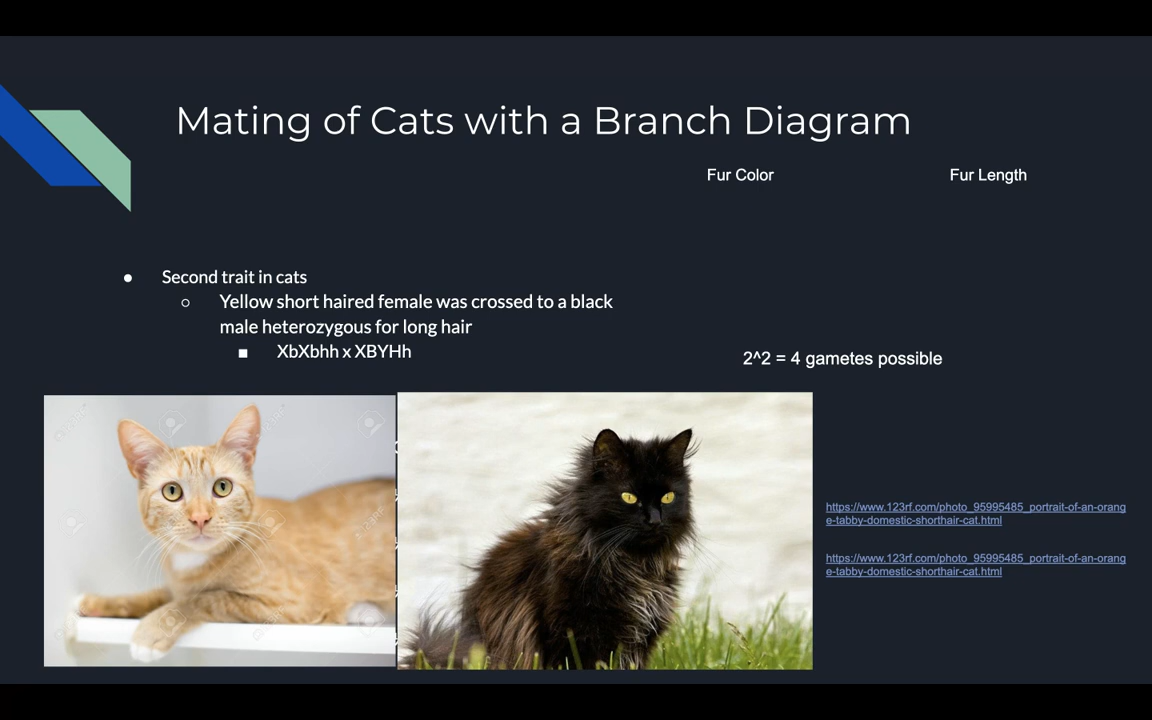 Mating of Cats with a Branch Diagram
Fur Color
Fur Length
● Second trait in cats
○ Yellow short haired female was crossed to a black
male heterozygous for long hair
■ XbXbhh x XBYHh
2^2 = 4 gametes possible
https://www.123rf.com/photo_95995485_portrait-of-an-orang
e-tabby-domestic-shorthair-cat.html
https://www.123rf.com/photo_95995485_portrait-of-an-orang
e-tabby-domestic-shorthair-cat.html